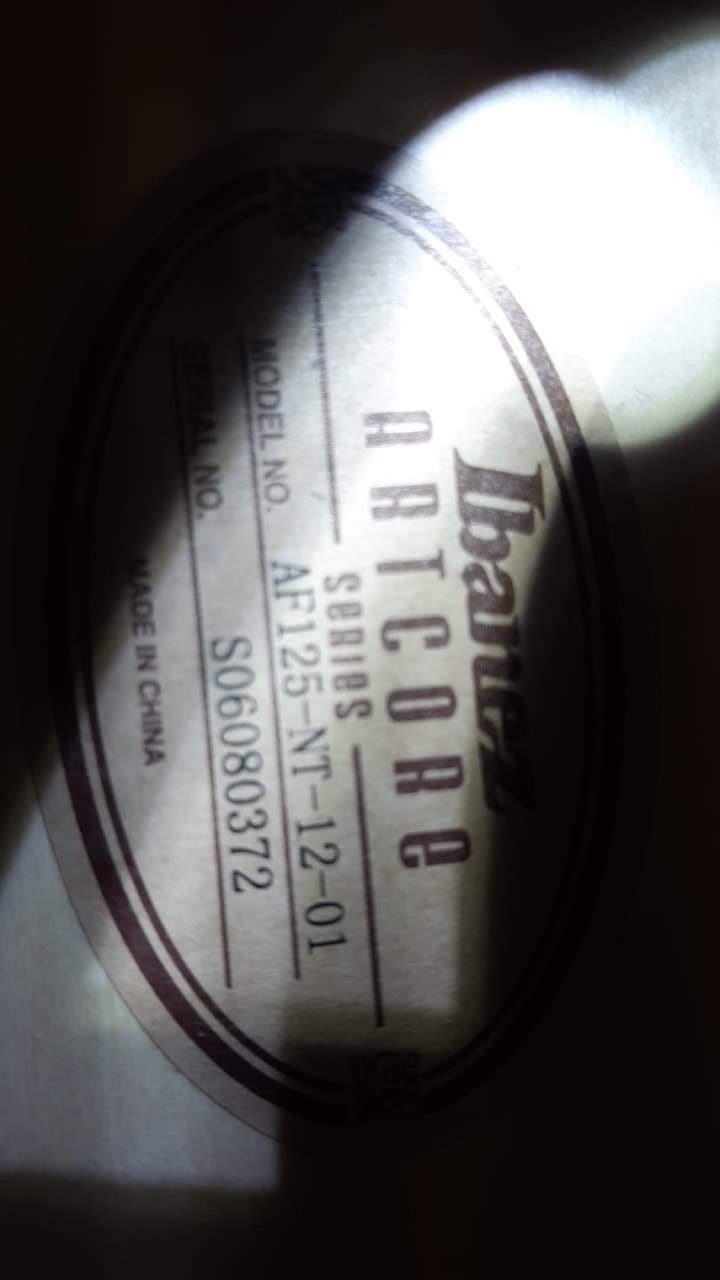 Ibanez
ARTCORE
SERIES
MODEL NO. AF125-NT-12-01
SERIAL NO. S06080372
MADE IN CHINA